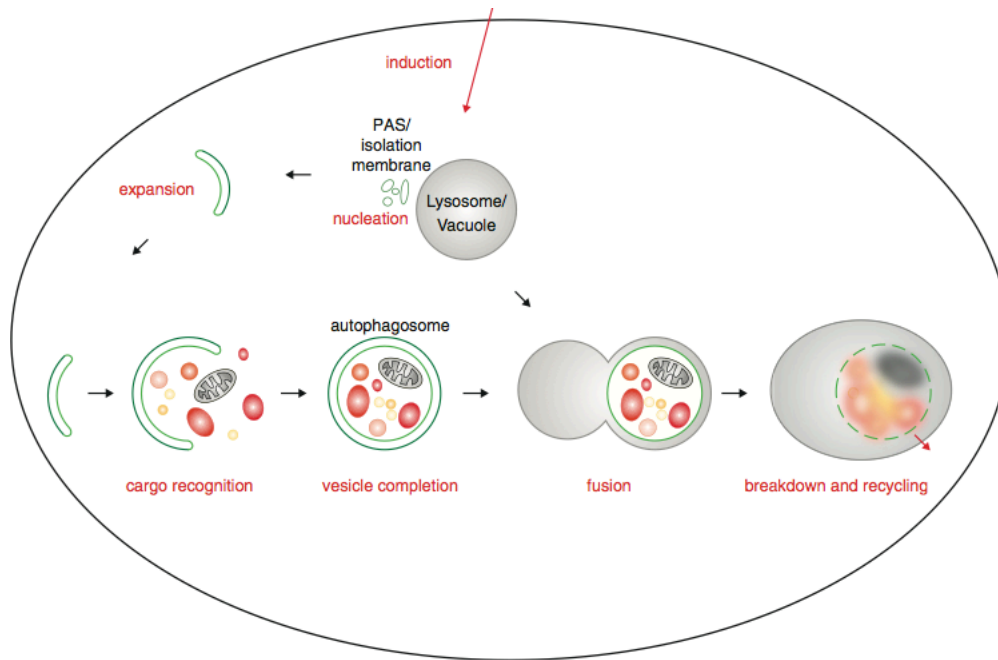 induction
PAS/
isolation
membrane
expansion
nucleation
Lysosome/
Vacuole
autophagosome
cargo recognition
vesicle completion
fusion
breakdown and recycling